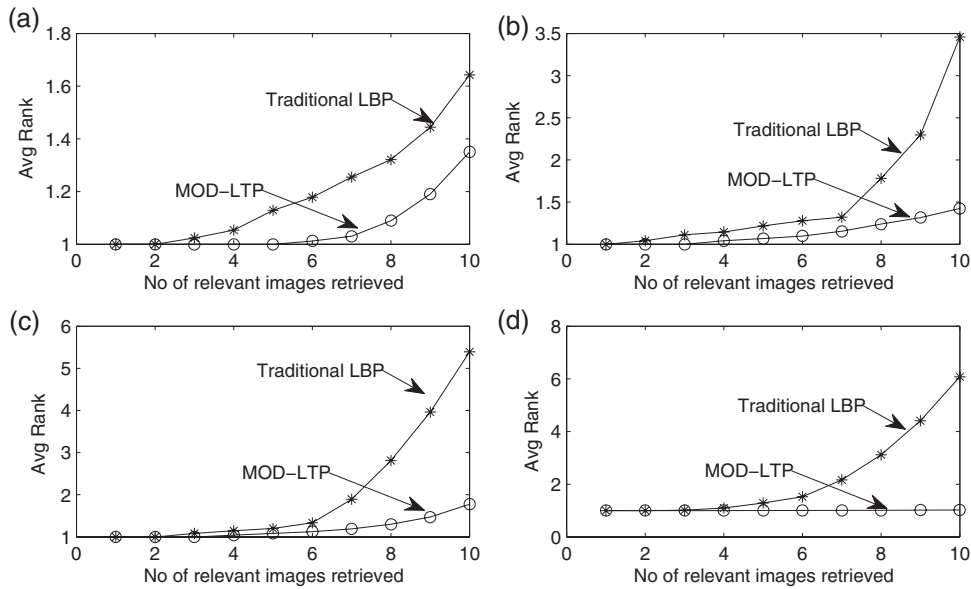 (a)
1.8
1.6
1.4
1.2
1
Avg Rank
Traditional LBP
MOD-LTP
0 2 4 6 8 10
No of relevant images retrieved
(b)
3.5
3
2.5
2
1.5
1
Avg Rank
Traditional LBP
MOD-LTP
0 2 4 6 8 10
No of relevant images retrieved
(c)
6
5
4
3
2
1
Avg Rank
Traditional LBP
MOD-LTP
0 2 4 6 8 10
No of relevant images retrieved
(d)
8
6
4
2
0
Avg Rank
Traditional LBP
MOD-LTP
0 2 4 6 8 10
No of relevant images retrieved